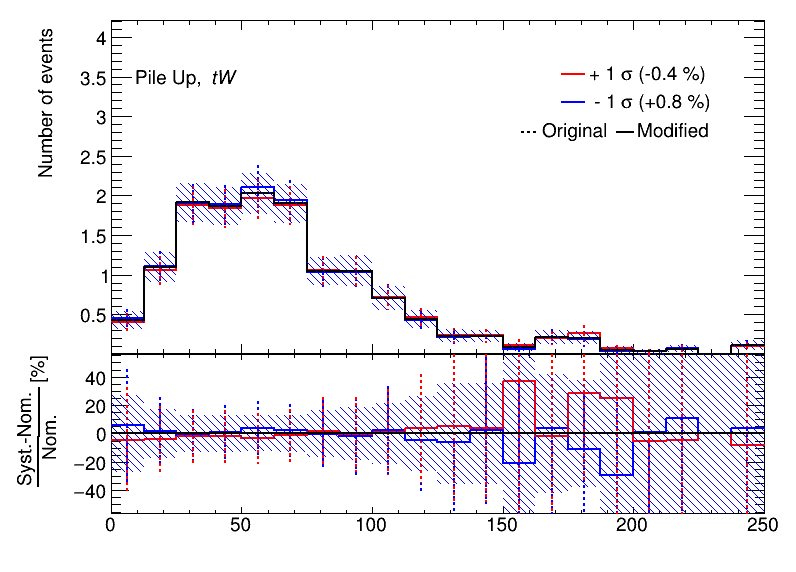 Number of events
4
3.5
3
2.5
2
1.5
1
0.5
Pile Up, tW
+ 1 σ (-0.4 %)
- 1 σ (+0.8 %)
Original Modified
Syst.-Nom.
Nom.
[%]
40
20
0
−20
−40
0 50 100 150 200 250